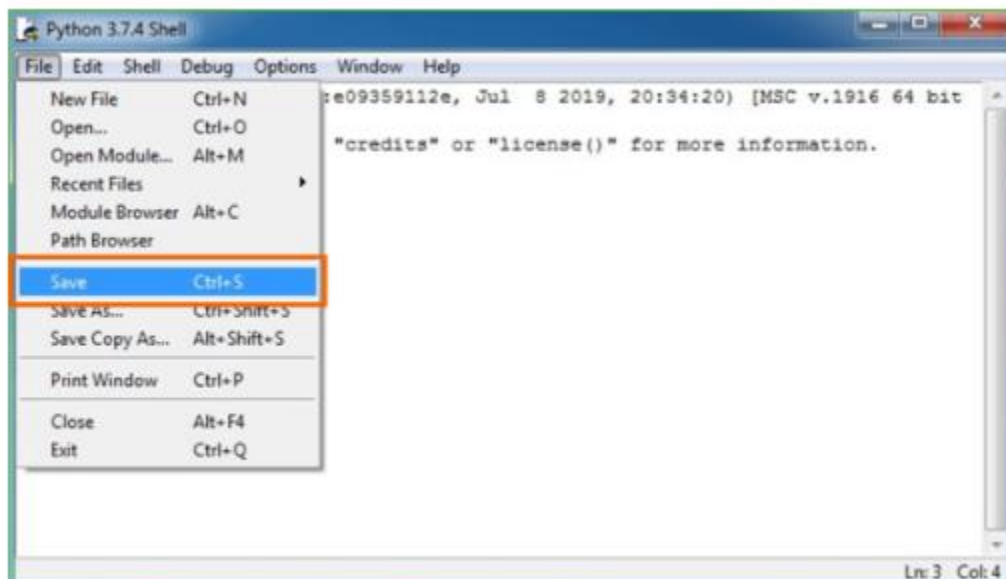 Python 3.7.4 Shell
File Edit Shell Debug Options Window Help
New File Ctrl+N
:e09359112e, Jul 8 2019, 20:34:20) [MSC v.1916 64 bit
Open... Ctrl+O
"credits" or "license()" for more information.
Open Module... Alt+M
Recent Files
Module Browser Alt+C
Path Browser
Save Ctrl+S
Save As... Ctrl+Shift+S
Save Copy As... Alt+Shift+S
Print Window Ctrl+P
Close Alt+F4
Exit Ctrl+Q
Ln: 3 Col: 4